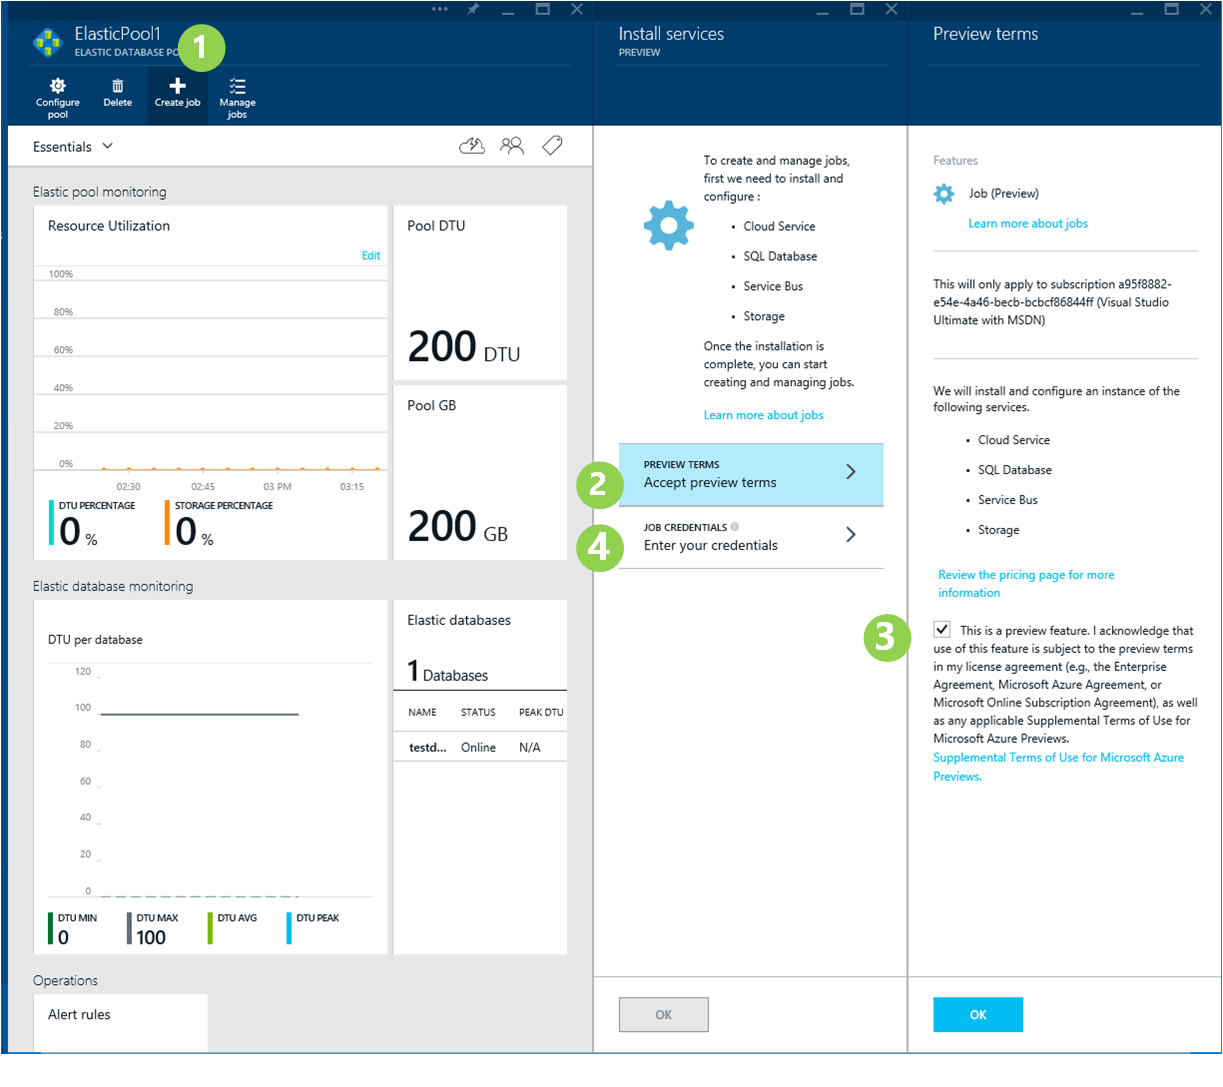 ElasticPool1
ELASTIC DATABASE PO
1
Configure pool
Delete
Create job
Manage jobs
Essentials
Elastic pool monitoring
Resource Utilization
Edit
100%
80%
60%
40%
20%
0%
02:30
02:45
03 PM
03:15
DTU PERCENTAGE
0 %
STORAGE PERCENTAGE
0 %
Pool DTU
200 DTU
Pool GB
200 GB
Elastic database monitoring
DTU per database
120
100
80
60
40
20
0
DTU MIN
0
DTU MAX
100
DTU AVG
DTU PEAK
Elastic databases
1 Databases
NAME STATUS PEAK DTU
testd... Online N/A
Operations
Alert rules
Install services
PREVIEW
To create and manage jobs,
first we need to install and
configure :
• Cloud Service
• SQL Database
• Service Bus
• Storage
Once the installation is
complete, you can start
creating and managing jobs.
Learn more about jobs
2
PREVIEW TERMS
Accept preview terms
4
JOB CREDENTIALS
Enter your credentials
OK
Preview terms
Features
Job (Preview)
Learn more about jobs
This will only apply to subscription a95f8882-
e54e-4a46-becb-bcbcf86844ff (Visual Studio
Ultimate with MSDN)
We will install and configure an instance of the
following services.
• Cloud Service
• SQL Database
• Service Bus
• Storage
Review the pricing page for more
information
3
This is a preview feature. I acknowledge that
use of this feature is subject to the preview terms
in my license agreement (e.g., the Enterprise
Agreement, Microsoft Azure Agreement, or
Microsoft Online Subscription Agreement), as well
as any applicable Supplemental Terms of Use for
Microsoft Azure Previews.
Supplemental Terms of Use for Microsoft Azure
Previews.
OK